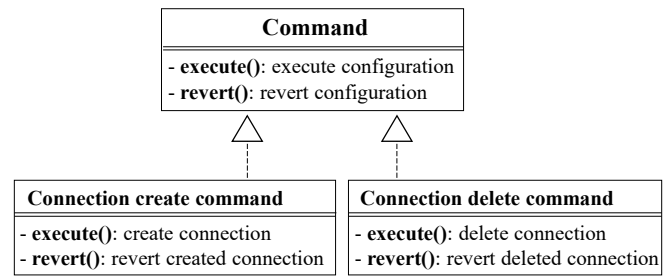 Command
- execute(): execute configuration
- revert(): revert configuration
Connection create command
- execute(): create connection
- revert(): revert created connection
Connection delete command
- execute(): delete connection
- revert(): revert deleted connection